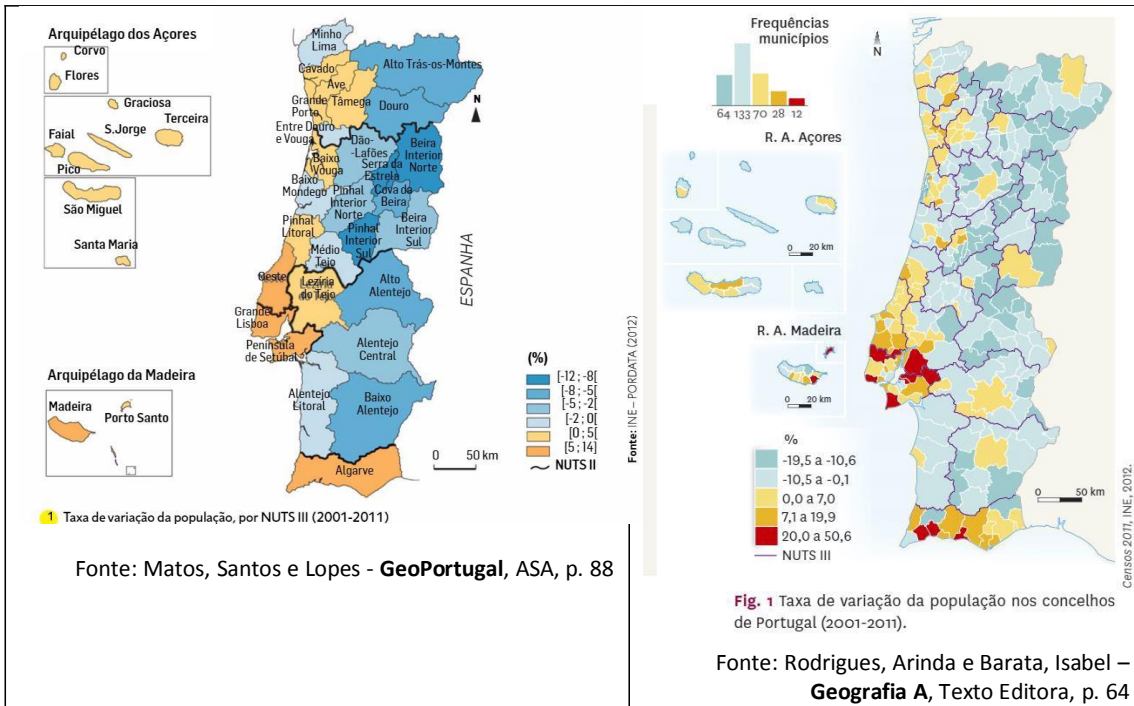 Arquipélago dos Açores
Corvo
Flores
Graciosa
Terceira
Faial
S.Jorge
Pico
São Miguel
Santa Maria
Arquipélago da Madeira
Madeira
Porto Santo
Minho
Lima
Cávado
Ave
Alto Trás-os-Montes
Grande
Porto
Tâmega
Douro
Entre Douro
e Vouga
Dão-
-Lafões
Beira
Interior
Norte
Serra da
Estrela
Baixo
Vouga
Baixo
Mondego
Pinhal
Interior
Norte
Cova da
Beira
Beira
Interior
Sul
Pinhal
Litoral
Pinhal
Interior
Sul
Médio
Tejo
Oeste
Lezíria
do Tejo
Alto
Alentejo
Grande
Lisboa
Península
de Setúbal
Alentejo
Central
Alentejo
Litoral
Baixo
Alentejo
Algarve
N
ESPANHA
(%)
[-12 ; -8[
[-8 ; -5[
[-5 ; -2[
[-2 ; 0[
[0 ; 5[
[5 ; 14]
NUTS II
0 50 km
1 Taxa de variação da população, por NUTS III (2001-2011)
Fonte: Matos, Santos e Lopes - GeoPortugal, ASA, p. 88
Frequências
municípios
64 133 70 28 12
N
R. A. Açores
0 20 km
R. A. Madeira
0 20 km
Fonte: INE – PORDATA (2012)
%
-19,5 a -10,6
-10,5 a -0,1
0,0 a 7,0
7,1 a 19,9
20,0 a 50,6
NUTS III
0 50 km
Censos 2011, INE, 2012.
Fig. 1 Taxa de variação da população nos concelhos
de Portugal (2001-2011).
Fonte: Rodrigues, Arinda e Barata, Isabel –
Geografia A, Texto Editora, p. 64